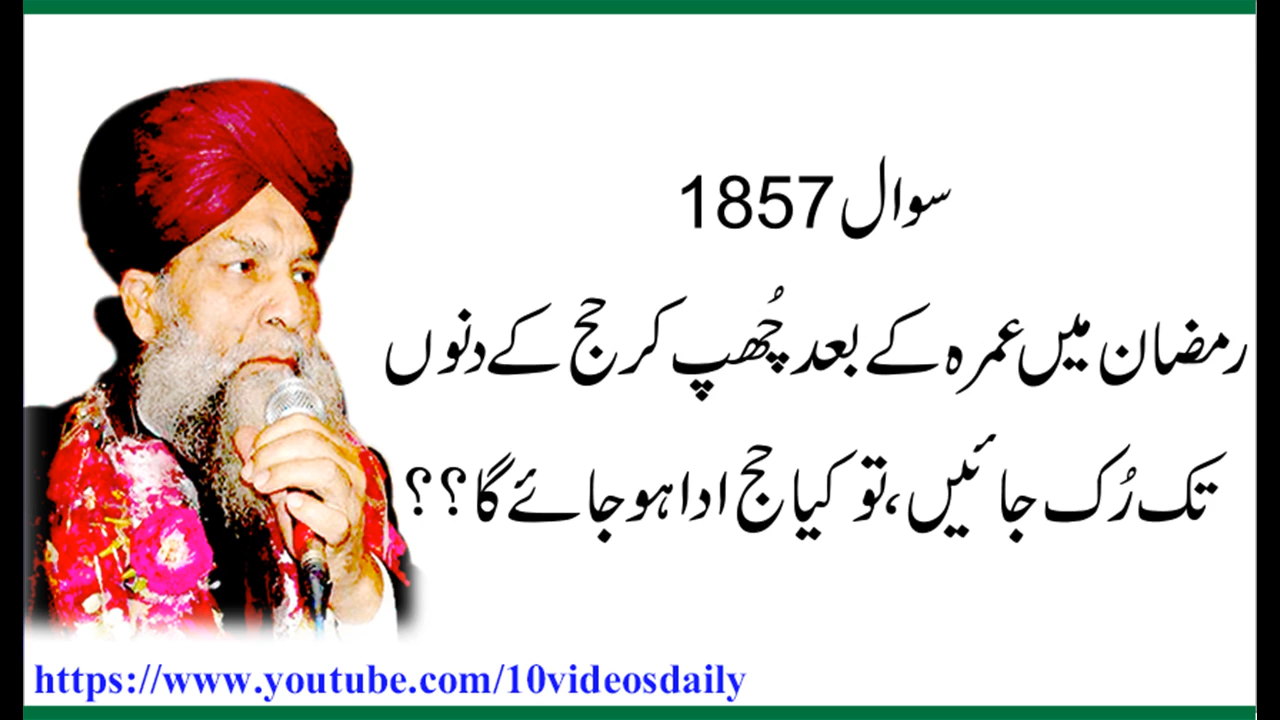 سوال 1857
رمضان میں عمرہ کے بعد چُھپ کر حج کے دنوں
تک رُک جائیں، تو کیا حج ادا ہو جائے گا؟؟
https://www.youtube.com/10videosdaily